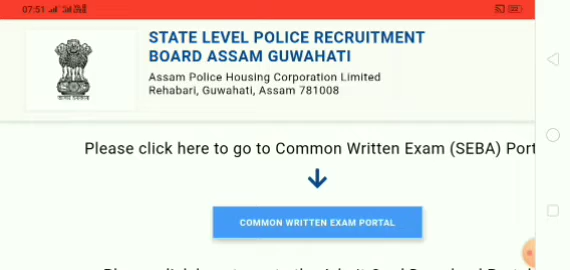 07:51
STATE LEVEL POLICE RECRUITMENT
BOARD ASSAM GUWAHATI
Assam Police Housing Corporation Limited
Rehabari, Guwahati, Assam 781008
Please click here to go to Common Written Exam (SEBA) Port
COMMON WRITTEN EXAM PORTAL